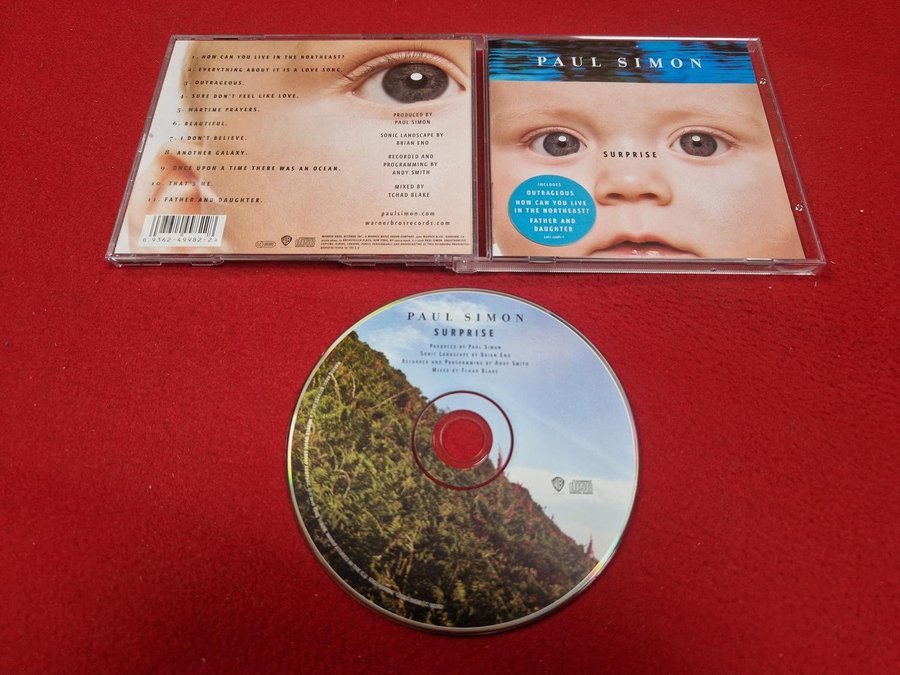 1. HOW CAN YOU LIVE IN THE NORTHEAST?
2. EVERYTHING ABOUT IT IS A LOVE SONG.
3. OUTRAGEOUS.
4. SURE DON'T FEEL LIKE LOVE.
5. WARTIME PRAYERS.
6. BEAUTIFUL.
7. I DON'T BELIEVE.
8. ANOTHER GALAXY.
9. ONCE UPON A TIME THERE WAS AN OCEAN.
10. THAT'S ME.
11. FATHER AND DAUGHTER.
PRODUCED BY
PAUL SIMON
SONIC LANDSCAPE BY
BRIAN ENO
RECORDED AND
PROGRAMMING BY
ANDY SMITH
MIXED BY
TCHAD BLAKE
paulsimon.com
warnerbrosrecords.com
8 9362-49982-2
PAUL SIMON
SURPRISE
INCLUDES
OUTRAGEOUS
HOW CAN YOU LIVE
IN THE NORTHEAST?
FATHER AND
DAUGHTER
PAUL SIMON
SURPRISE
PRODUCED BY PAUL SIMON
SONIC LANDSCAPE BY BRIAN ENO
RECORDED AND PROGRAMMING BY ANDY SMITH
MIXED BY TCHAD BLAKE